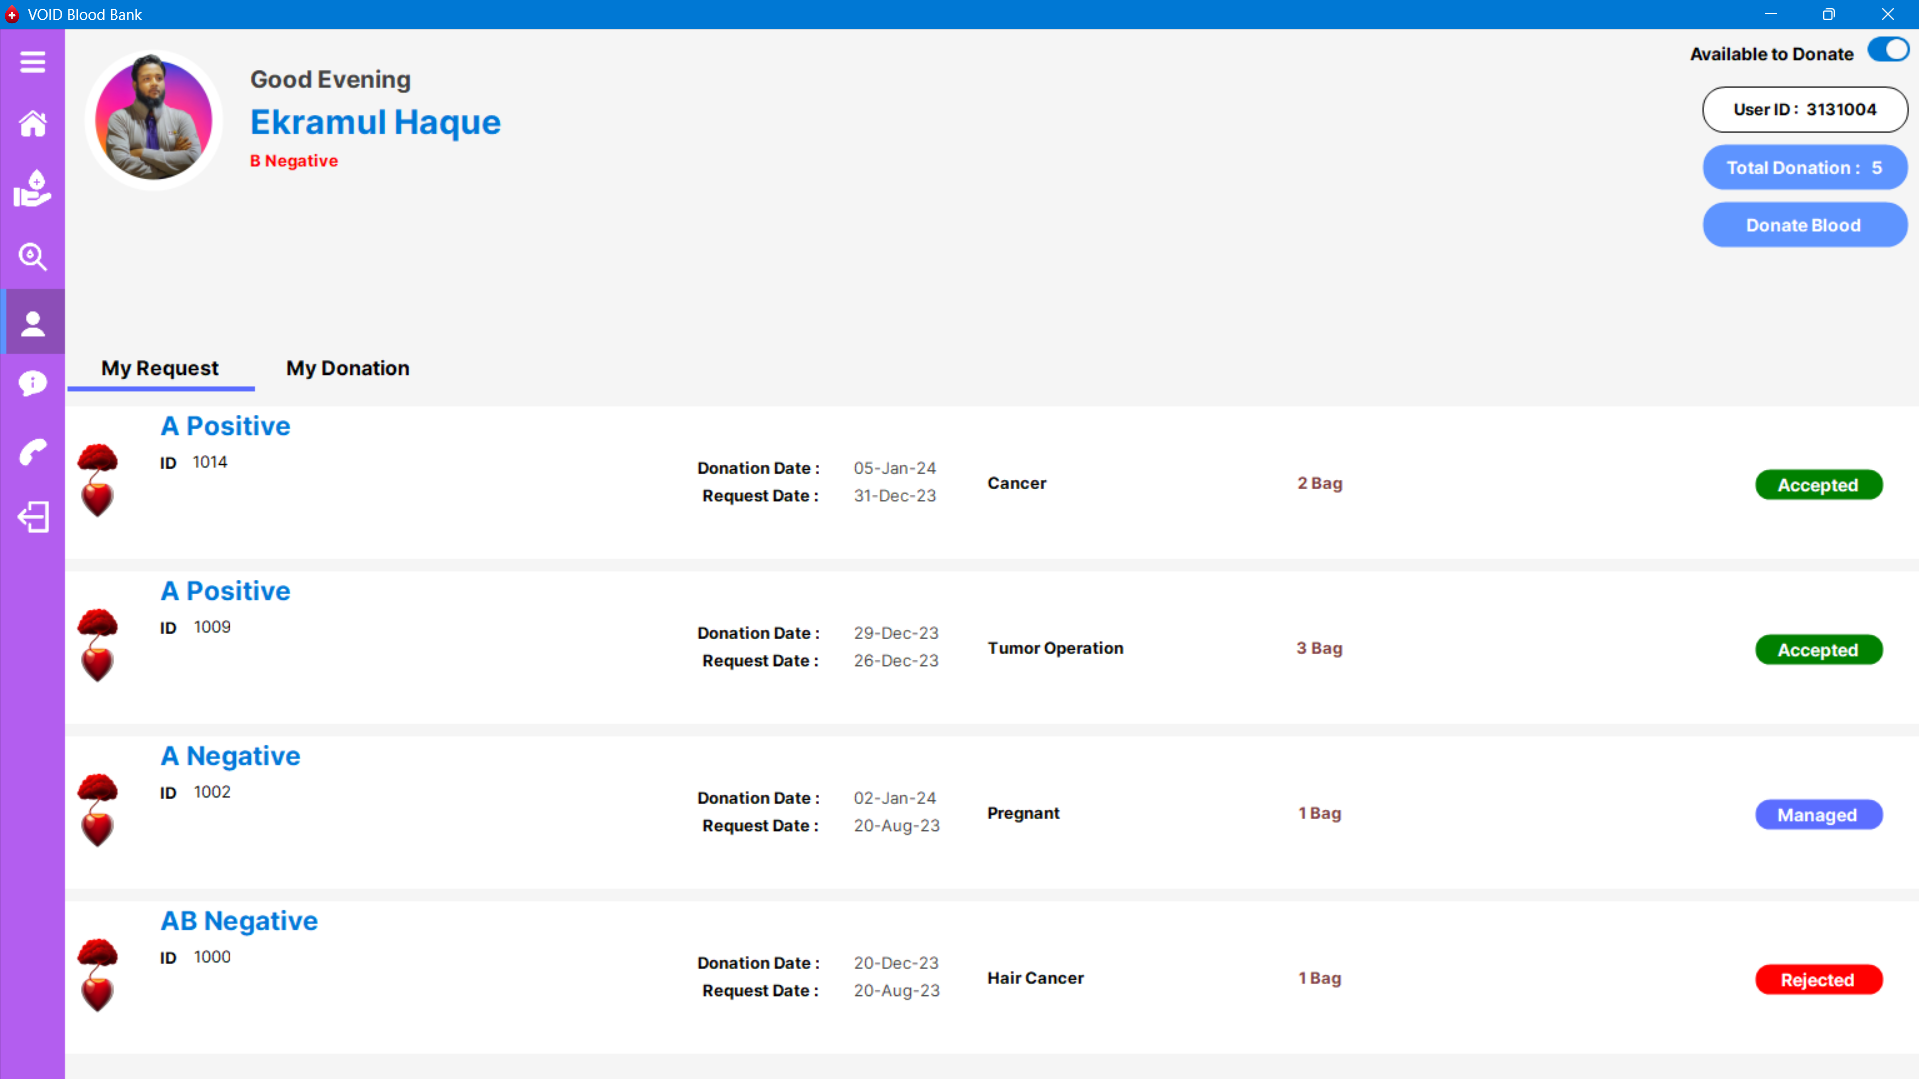 VOID Blood Bank
Available to Donate
Good Evening
Ekramul Haque
B Negative
User ID : 3131004
Total Donation : 5
Donate Blood
My Request My Donation
A Positive
ID 1014
Donation Date : 05-Jan-24
Request Date : 31-Dec-23
Cancer
2 Bag
Accepted
A Positive
ID 1009
Donation Date : 29-Dec-23
Request Date : 26-Dec-23
Tumor Operation
3 Bag
Accepted
A Negative
ID 1002
Donation Date : 02-Jan-24
Request Date : 20-Aug-23
Pregnant
1 Bag
Managed
AB Negative
ID 1000
Donation Date : 20-Dec-23
Request Date : 20-Aug-23
Hair Cancer
1 Bag
Rejected